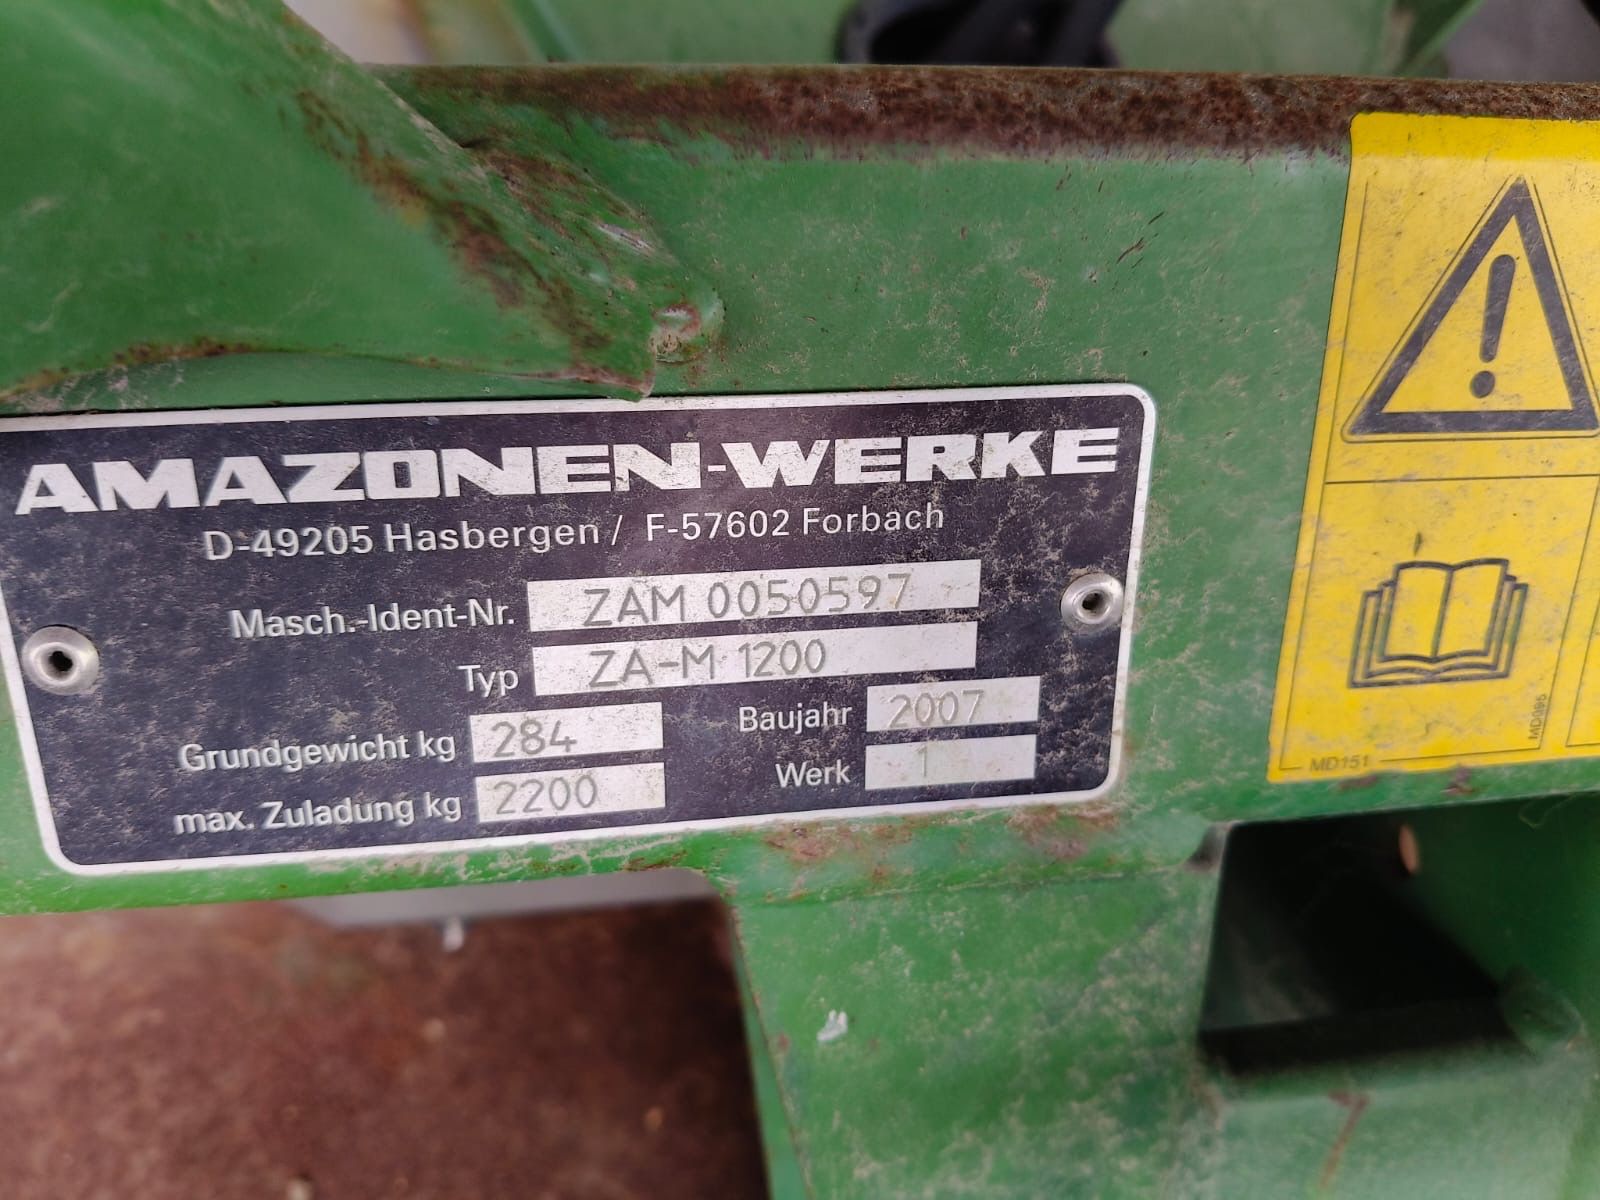 AMAZONEN-WERKE
D-49205 Hasbergen / F-57602 Forbach
Masch.-Ident-Nr. ZAM 0050597
Typ ZA-M 1200
Grundgewicht kg 284 Baujahr 2007
max. Zuladung kg 2200 Werk 1
MD151